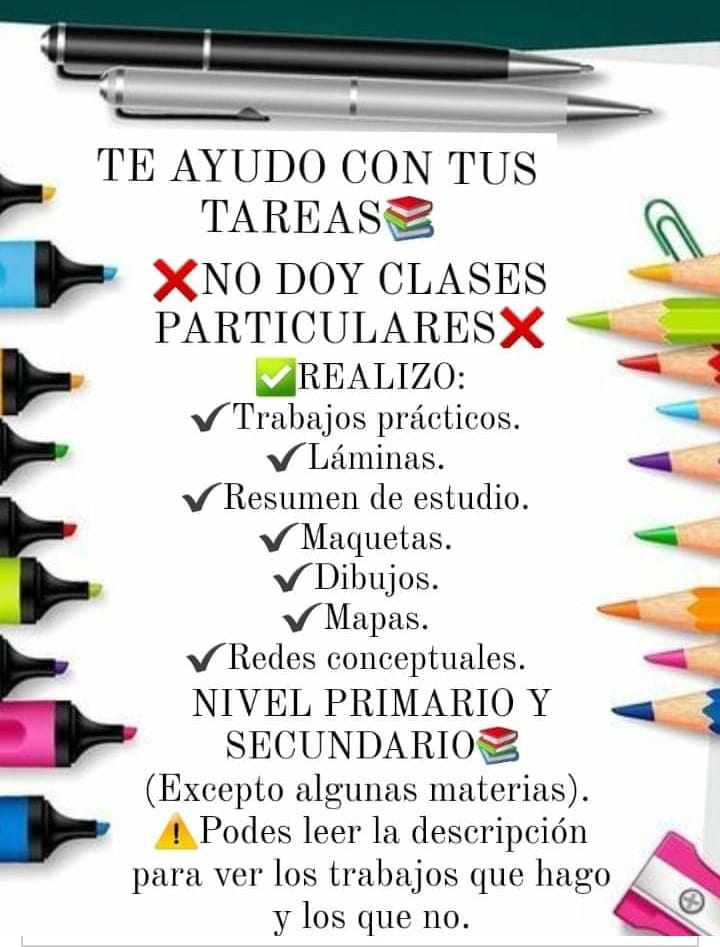 TE AYUDO CON TUS
TAREAS📚
❌NO DOY CLASES
PARTICULARES❌
✅REALIZO:
✔Trabajos prácticos.
✔Láminas.
✔Resumen de estudio.
✔Maquetas.
✔Dibujos.
✔Mapas.
✔Redes conceptuales.
NIVEL PRIMARIO Y
SECUNDARIO📚
(Excepto algunas materias).
⚠️Podes leer la descripción
para ver los trabajos que hago
y los que no.